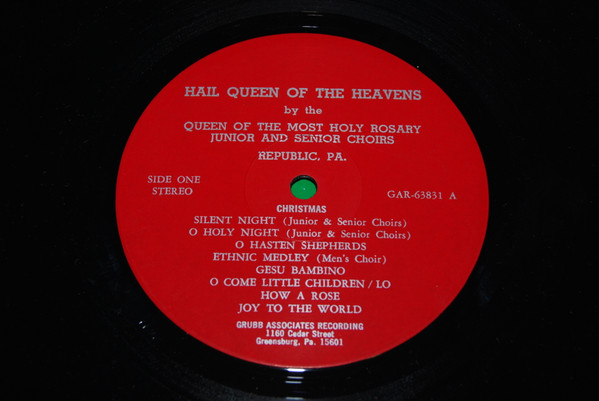 HAIL QUEEN OF THE HEAVENS
by the
QUEEN OF THE MOST HOLY ROSARY
JUNIOR AND SENIOR CHOIRS
REPUBLIC, PA.
SIDE ONE
STEREO
GAR-63831 A
CHRISTMAS
SILENT NIGHT (Junior & Senior Choirs)
O HOLY NIGHT (Junior & Senior Choirs)
O HASTEN SHEPHERDS
ETHNIC MEDLEY (Men's Choir)
GESU BAMBINO
O COME LITTLE CHILDREN / LO
HOW A ROSE
JOY TO THE WORLD
GRUBB ASSOCIATES RECORDING
1160 Cedar Street
Greensburg, Pa. 15601